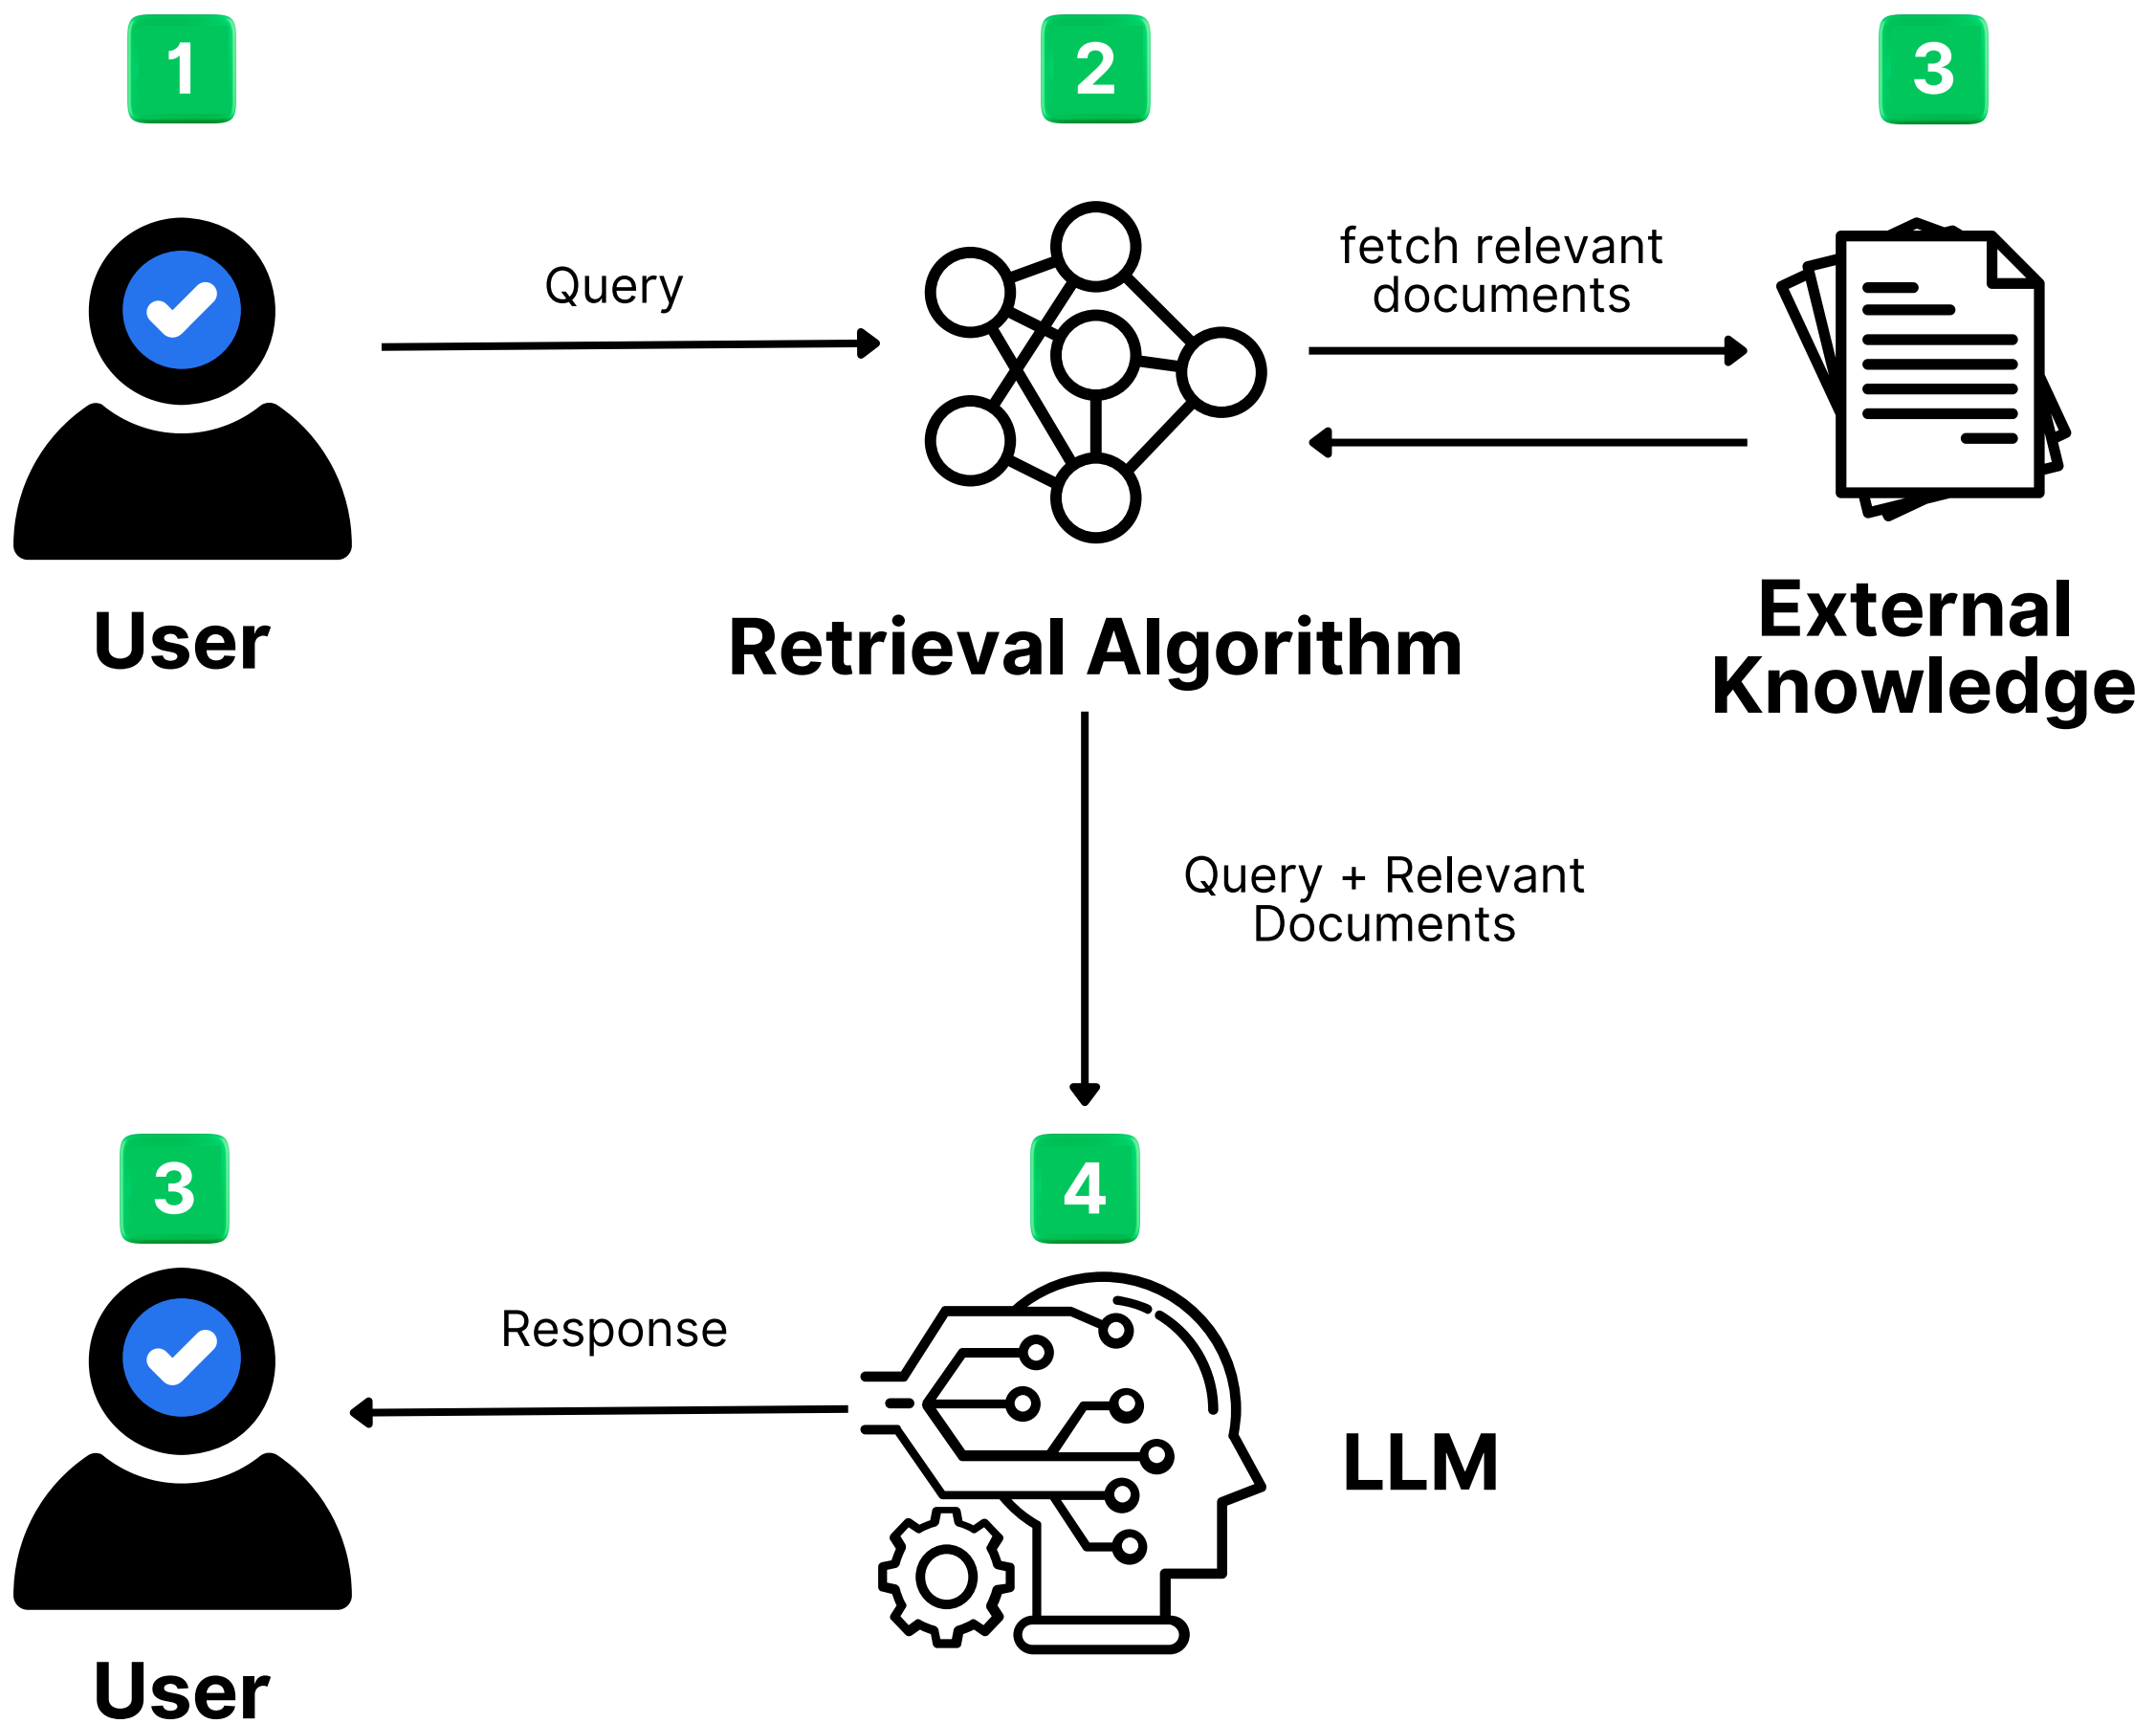 1
2
3
Query
fetch relevant
documents
User
Retrieval Algorithm
External
Knowledge
Query + Relevant
Documents
3
4
Response
LLM
User